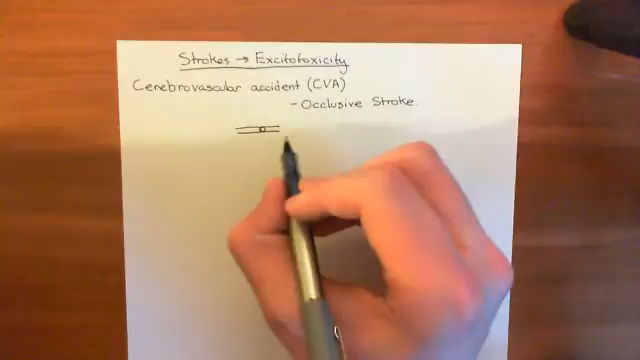 Strokes → Excitotoxicity
Cerebrovascular accident (CVA)
- Occlusive Stroke.